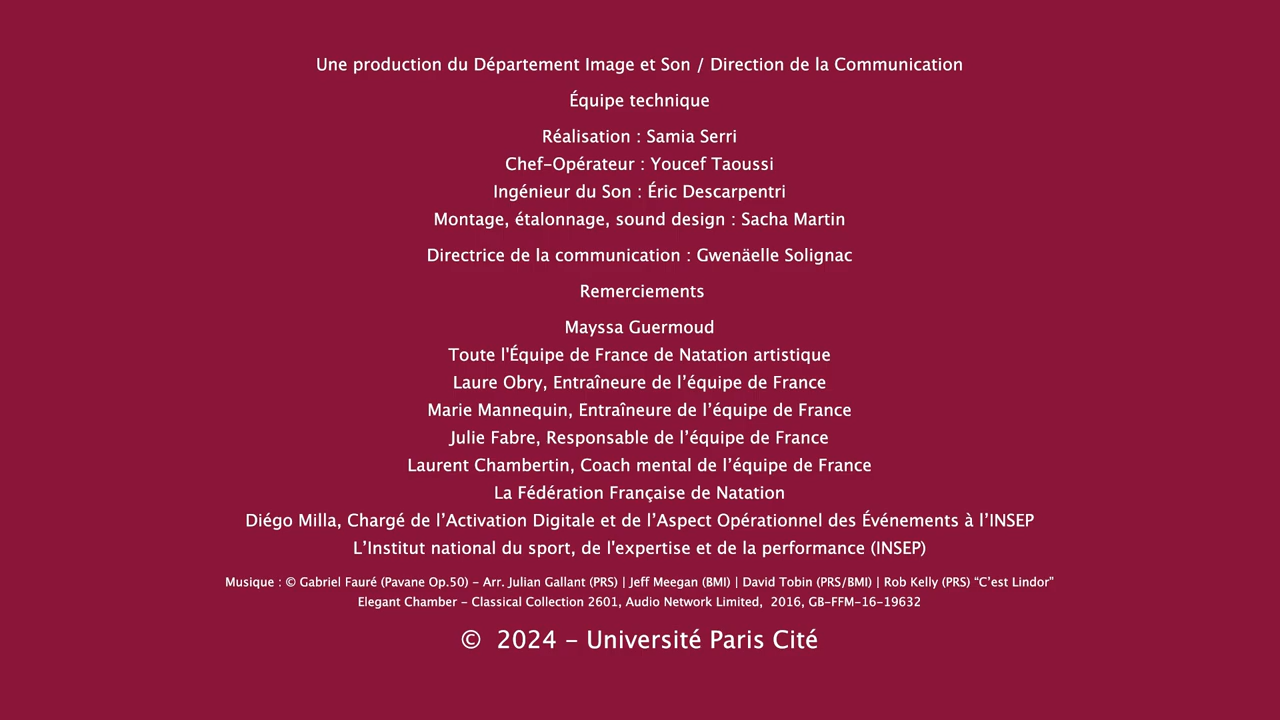 Une production du Département Image et Son / Direction de la Communication
Équipe technique
Réalisation : Samia Serri
Chef-Opérateur : Youcef Taoussi
Ingénieur du Son : Éric Descarpentri
Montage, étalonnage, sound design : Sacha Martin
Directrice de la communication : Gwenäelle Solignac
Remerciements
Mayssa Guermoud
Toute l'Équipe de France de Natation artistique
Laure Obry, Entraîneure de l’équipe de France
Marie Mannequin, Entraîneure de l’équipe de France
Julie Fabre, Responsable de l’équipe de France
Laurent Chambertin, Coach mental de l’équipe de France
La Fédération Française de Natation
Diégo Milla, Chargé de l’Activation Digitale et de l’Aspect Opérationnel des Événements à l’INSEP
L’Institut national du sport, de l'expertise et de la performance (INSEP)
Musique : © Gabriel Fauré (Pavane Op.50) – Arr. Julian Gallant (PRS) | Jeff Meegan (BMI) | David Tobin (PRS/BMI) | Rob Kelly (PRS) “C’est Lindor”
Elegant Chamber – Classical Collection 2601, Audio Network Limited, 2016, GB-FFM-16-19632
© 2024 – Université Paris Cité